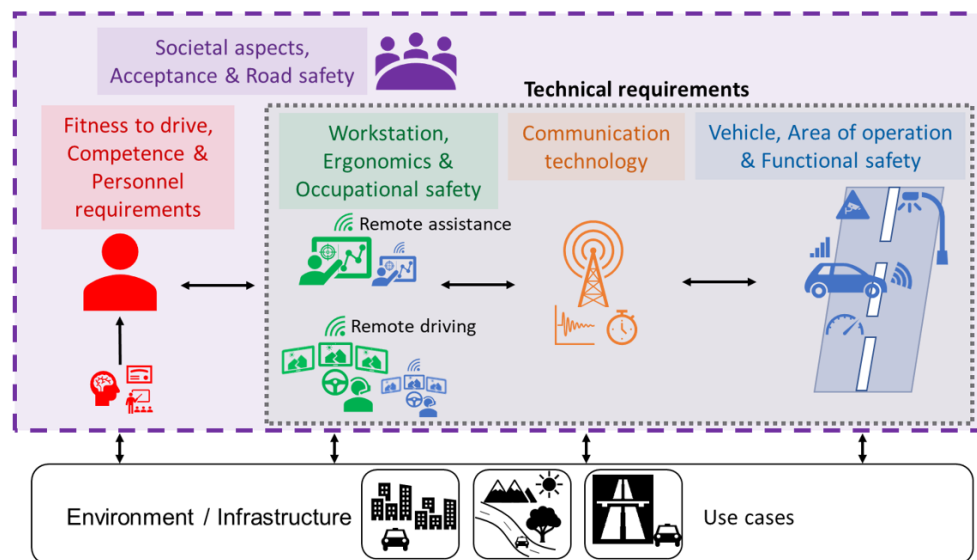 Societal aspects,
Acceptance & Road safety
Technical requirements
Fitness to drive,
Competence &
Personnel
requirements
Workstation,
Ergonomics &
Occupational safety
Communication
technology
Vehicle, Area of operation
& Functional safety
Remote assistance
Remote driving
Environment / Infrastructure
Use cases